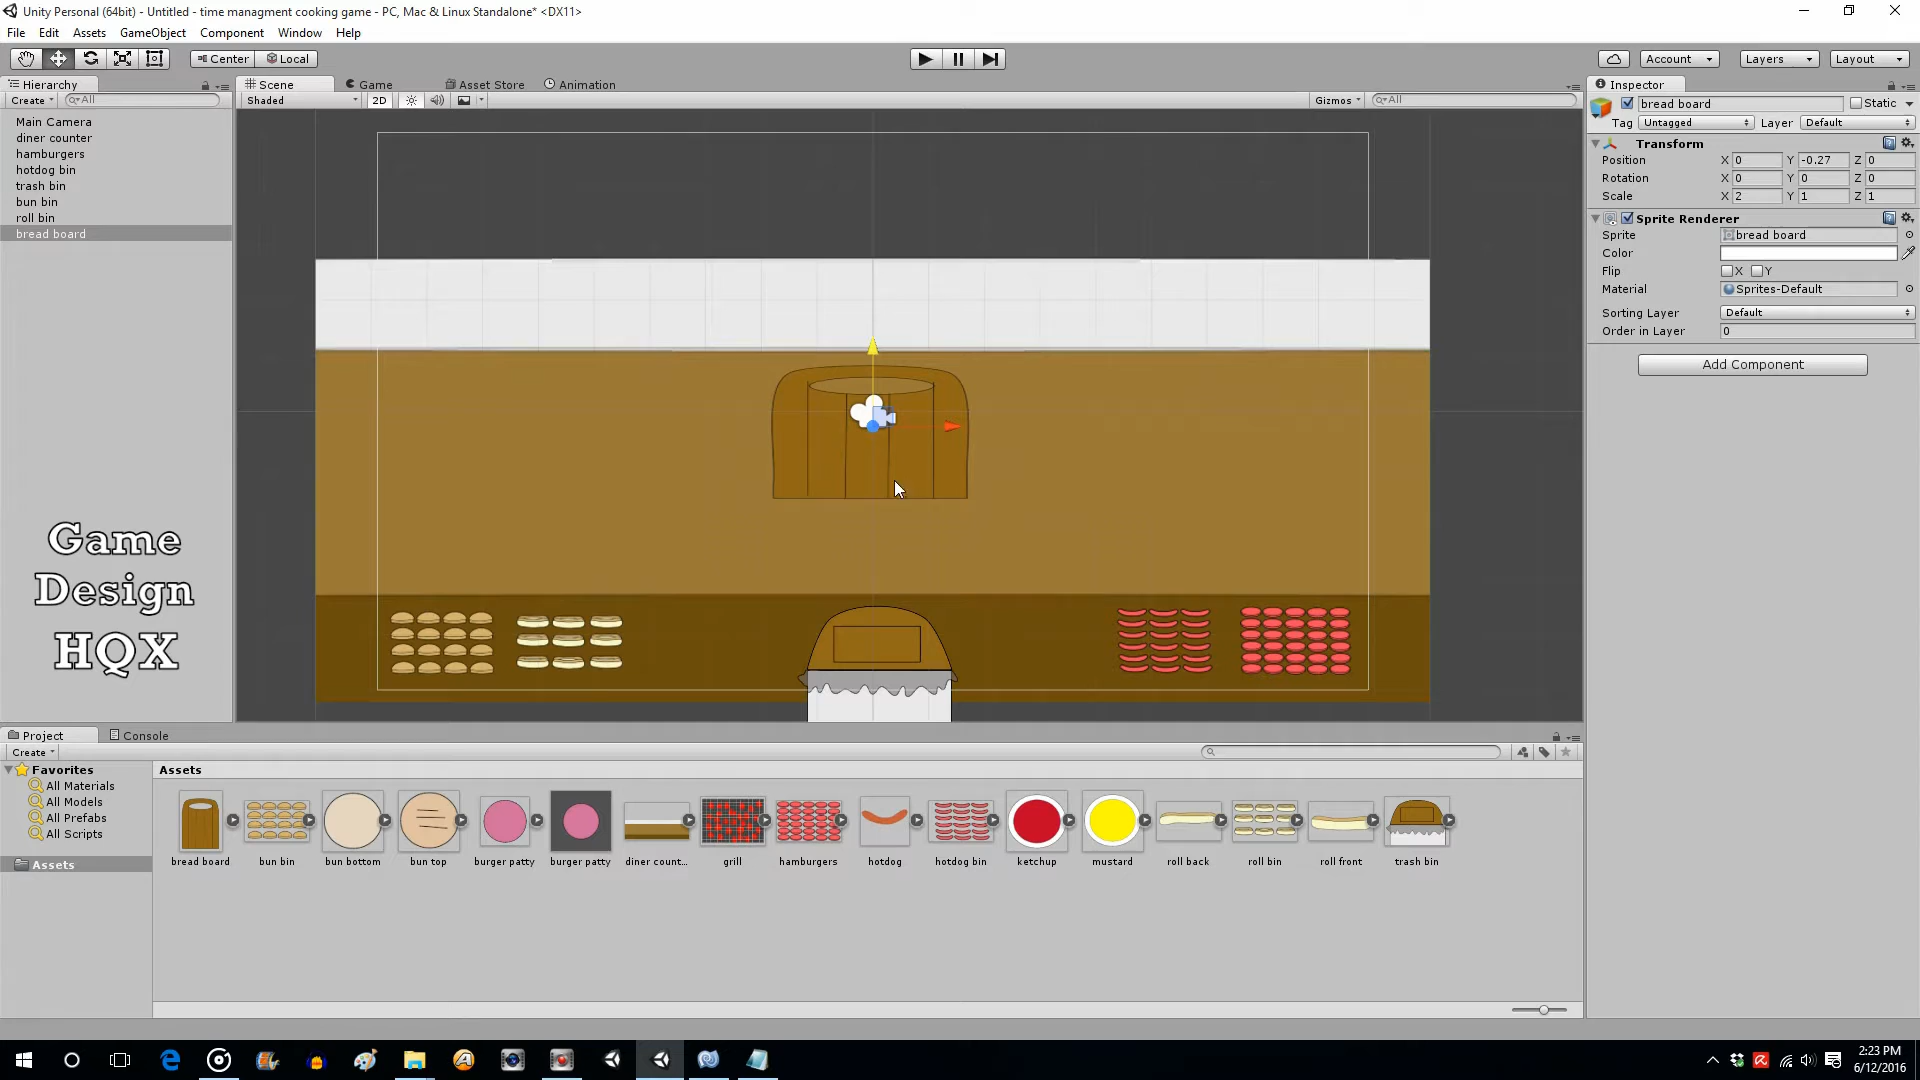 Unity Personal (64bit) - Untitled - time managment cooking game - PC, Mac & Linux Standalone* <DX11>
File Edit Assets GameObject Component Window Help
Center Local Account Layers Layout
Hierarchy Scene Game Asset Store Animation Inspector
Create All Shaded 2D Gizmos All
bread board Static
Tag Untagged Layer Default
Main Camera
diner counter
hamburgers
hotdog bin
trash bin
bun bin
roll bin
bread board
Transform
Position X 0 Y -0.27 Z 0
Rotation X 0 Y 0 Z 0
Scale X 2 Y 1 Z 1
Sprite Renderer
Sprite bread board
Color
Flip X Y
Material Sprites-Default
Sorting Layer Default
Order in Layer 0
Add Component
Game
Design
HQX
Project Console
Create
Favorites
All Materials
All Models
All Prefabs
All Scripts
Assets
Assets
bread board bun bin bun bottom bun top burger patty burger patty diner count... grill hamburgers hotdog hotdog bin ketchup mustard roll back roll bin roll front trash bin
2:23 PM
6/12/2016